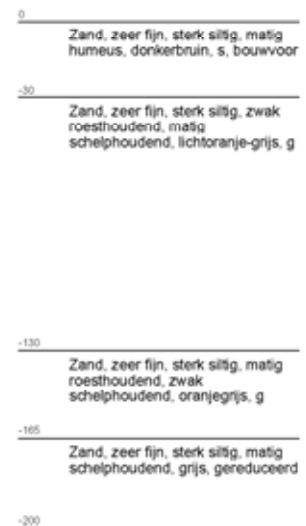 0
Zand, zeer fijn, sterk siltig, matig
humeus, donkerbruin, s, bouwvoor
-30
Zand, zeer fijn, sterk siltig, zwak
roesthoudend, matig
schelphoudend, lichtoranje-grijs, g
-130
Zand, zeer fijn, sterk siltig, matig
roesthoudend, zwak
schelphoudend, oranjegrijs, g
-165
Zand, zeer fijn, sterk siltig, matig
schelphoudend, grijs, gereduceerd
-200